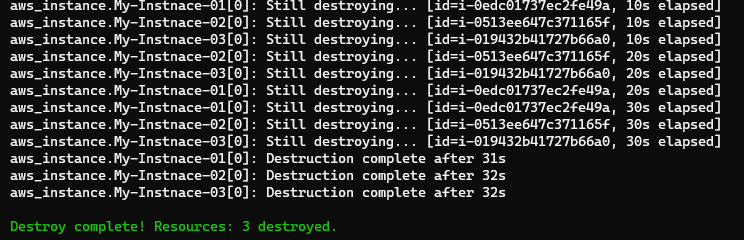 aws_instance.My-Instnace-01[0]: Still destroying... [id=i-0edc01737ec2fe49a, 10s elapsed]
aws_instance.My-Instnace-02[0]: Still destroying... [id=i-0513ee647c371165f, 10s elapsed]
aws_instance.My-Instnace-03[0]: Still destroying... [id=i-019432b41727b66a0, 10s elapsed]
aws_instance.My-Instnace-02[0]: Still destroying... [id=i-0513ee647c371165f, 20s elapsed]
aws_instance.My-Instnace-03[0]: Still destroying... [id=i-019432b41727b66a0, 20s elapsed]
aws_instance.My-Instnace-01[0]: Still destroying... [id=i-0edc01737ec2fe49a, 20s elapsed]
aws_instance.My-Instnace-01[0]: Still destroying... [id=i-0edc01737ec2fe49a, 30s elapsed]
aws_instance.My-Instnace-02[0]: Still destroying... [id=i-0513ee647c371165f, 30s elapsed]
aws_instance.My-Instnace-03[0]: Still destroying... [id=i-019432b41727b66a0, 30s elapsed]
aws_instance.My-Instnace-01[0]: Destruction complete after 31s
aws_instance.My-Instnace-02[0]: Destruction complete after 32s
aws_instance.My-Instnace-03[0]: Destruction complete after 32s
Destroy complete! Resources: 3 destroyed.